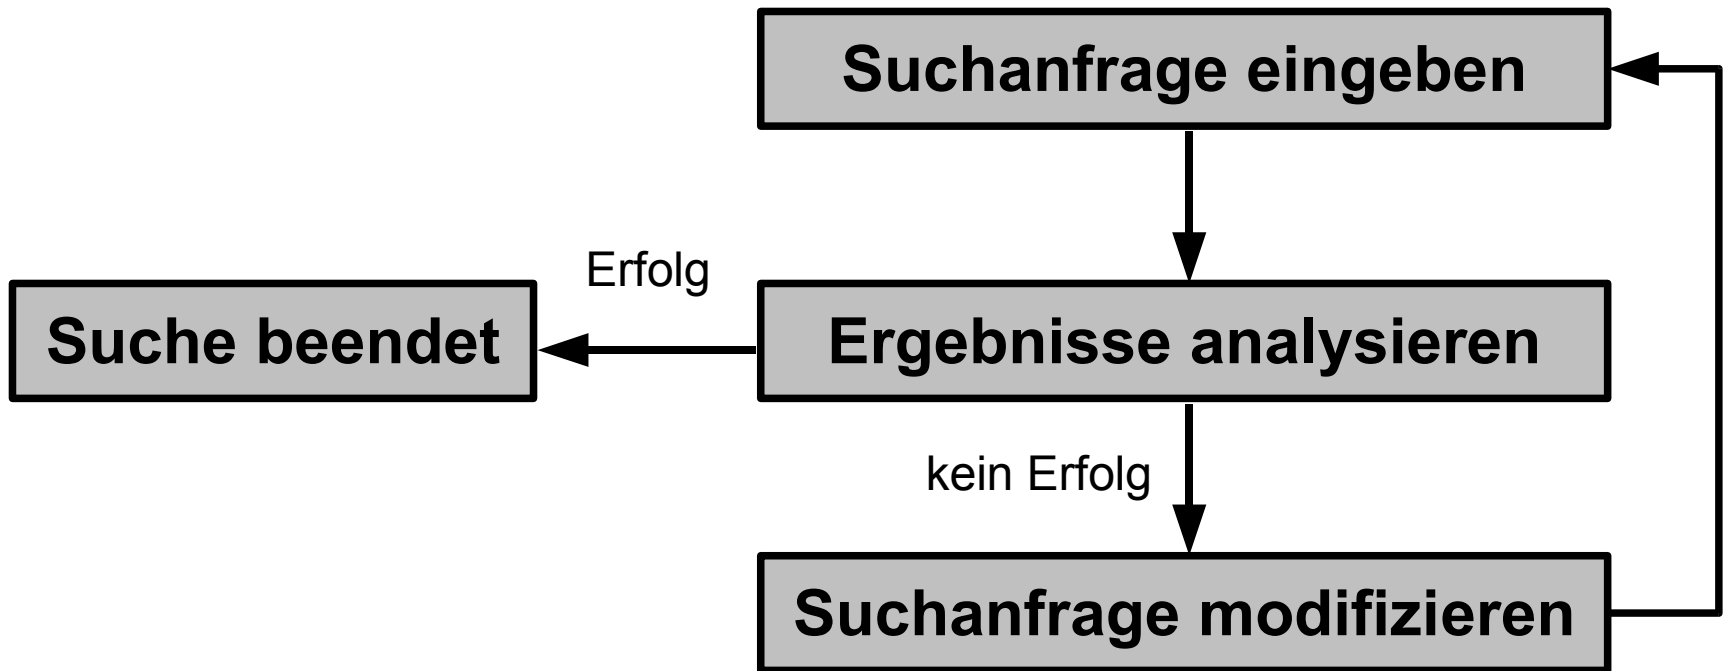 Suchanfrage eingeben
Erfolg
Suche beendet
Ergebnisse analysieren
kein Erfolg
Suchanfrage modifizieren